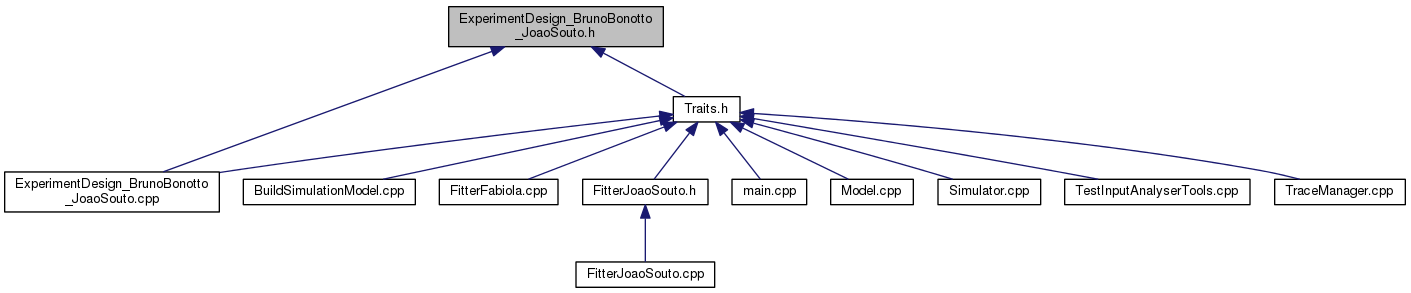 ExperimentDesign_BrunoBonotto
_JoaoSouto.h
Traits.h
ExperimentDesign_BrunoBonotto
_JoaoSouto.cpp
BuildSimulationModel.cpp
FitterFabiola.cpp
FitterJoaoSouto.h
main.cpp
Model.cpp
Simulator.cpp
TestInputAnalyserTools.cpp
TraceManager.cpp
FitterJoaoSouto.cpp